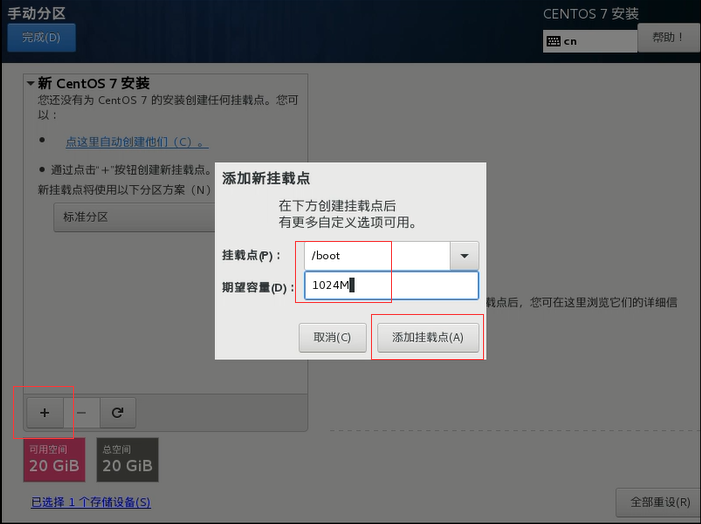 手动分区
CENTOS 7 安装
完成(D)
cn
帮助！
新 CentOS 7 安装
您还没有为 CentOS 7 的安装创建任何挂载点。您可
以：
点这里自动创建他们（C）。
通过点击"+"按钮创建新挂载点。
新挂载点将使用以下分区方案（N）
标准分区
添加新挂载点
在下方创建挂载点后
有更多自定义选项可用。
挂载点(P)：
/boot
期望容量(D)：
1024M
取消(C)
添加挂载点(A)
载点后，您可在这里浏览它们的详细信
+
−
可用空间
20 GiB
总空间
20 GiB
已选择 1 个存储设备(S)
全部重设(R)